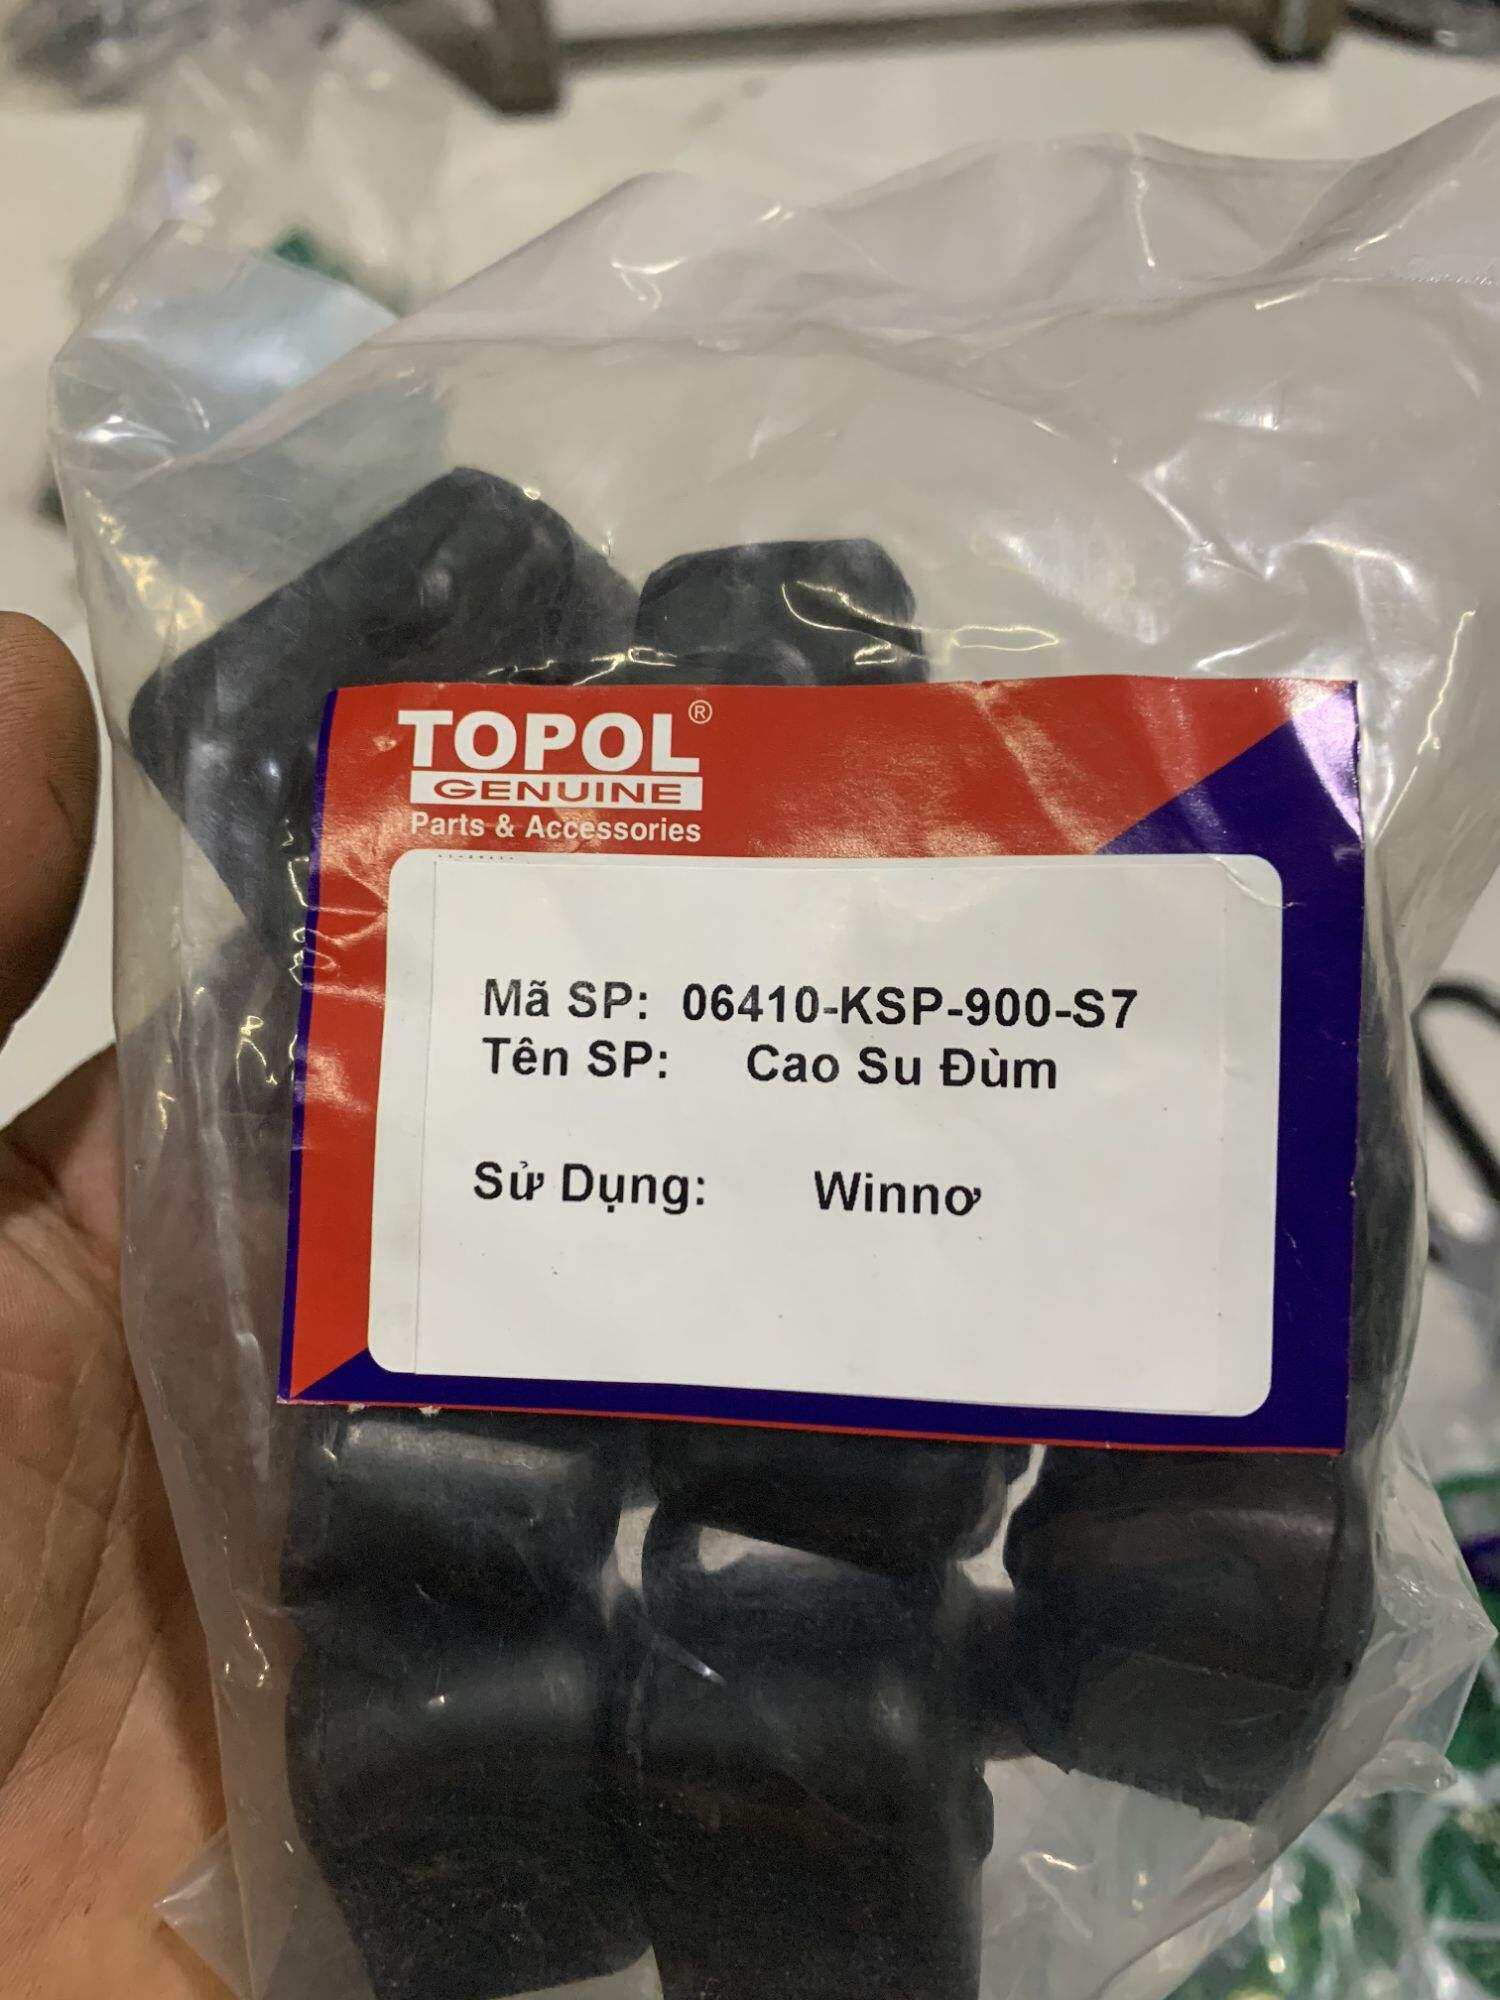 TOPOL®
GENUINE
Parts & Accessories
Mã SP: 06410-KSP-900-S7
Tên SP: Cao Su Đùm
Sử Dụng: Winnơ